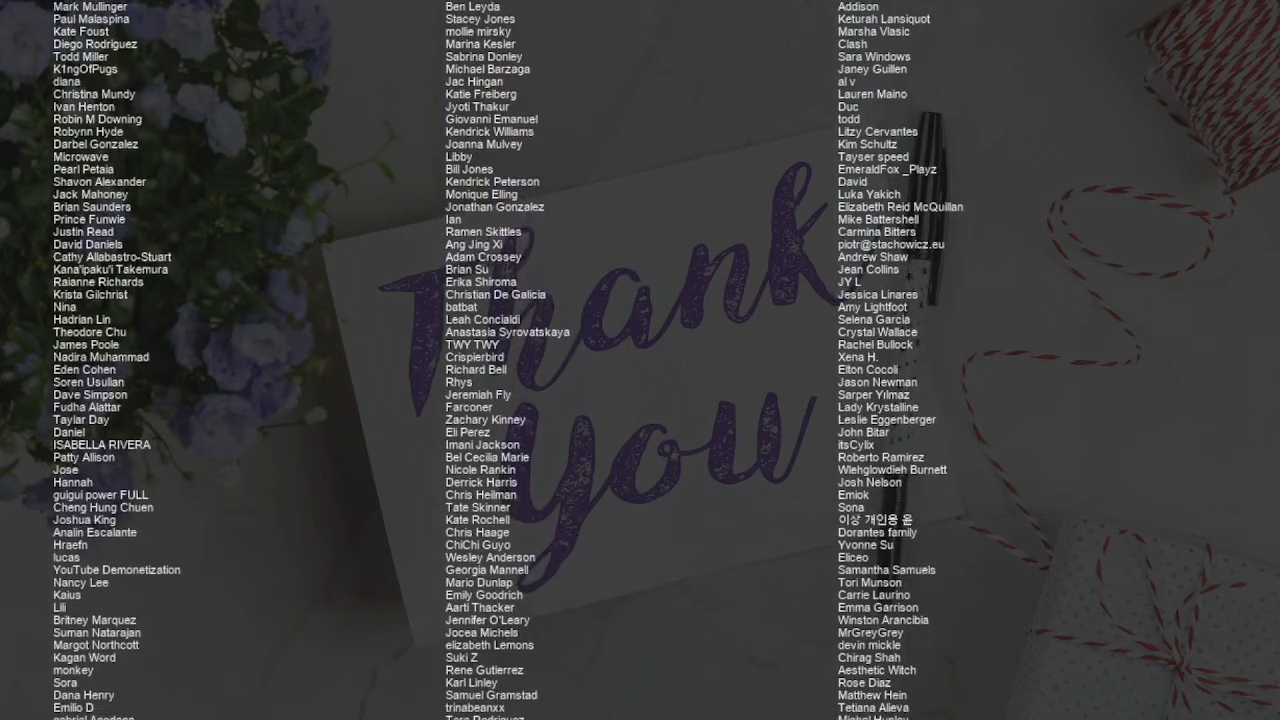 Mark Mullinger
Paul Malaspina
Kate Foust
Diego Rodriguez
Todd Miller
K1ngOfPugs
diana
Christina Mundy
Ivan Henton
Robin M Downing
Robynn Hyde
Darbel Gonzalez
Microwave
Pearl Petaia
Shavon Alexander
Jack Mahoney
Brian Saunders
Prince Funwie
Justin Read
David Daniels
Cathy Allabastro-Stuart
Kana'ipaku'i Takemura
Raianne Richards
Krista Gilchrist
Nina
Hadrian Lin
Theodore Chu
James Poole
Nadira Muhammad
Eden Cohen
Soren Usulian
Dave Simpson
Fudha Alattar
Taylar Day
Daniel
ISABELLA RIVERA
Patty Allison
Jose
Hannah
guigui power FULL
Cheng Hung Chuen
Joshua King
Analin Escalante
Hraefn
lucas
YouTube Demonetization
Nancy Lee
Kaius
Lili
Britney Marquez
Suman Natarajan
Margot Northcott
Kagan Word
monkey
Sora
Dana Henry
Emilio D
Ben Leyda
Stacey Jones
mollie mirsky
Marina Kesler
Sabrina Donley
Michael Barzaga
Jac Hingan
Katie Freiberg
Jyoti Thakur
Giovanni Emanuel
Kendrick Williams
Joanna Mulvey
Libby
Bill Jones
Kendrick Peterson
Monique Elling
Jonathan Gonzalez
Ian
Ramen Skittles
Ang Jing Xi
Adam Crossey
Brian Su
Erika Shiroma
Christian De Galicia
batbat
Leah Concialdi
Anastasia Syrovatskaya
TWY TWY
Crispierbird
Richard Bell
Rhys
Jeremiah Fly
Farconer
Zachary Kinney
Eli Perez
Imani Jackson
Bel Cecilia Marie
Nicole Rankin
Derrick Harris
Chris Heilman
Tate Skinner
Kate Rochell
Chris Haage
ChiChi Guyo
Wesley Anderson
Georgia Mannell
Mario Dunlap
Emily Goodrich
Aarti Thacker
Jennifer O'Leary
Jocea Michels
elizabeth Lemons
Suki Z
Rene Gutierrez
Karl Linley
Samuel Gramstad
trinabeanxx
Addison
Keturah Lansiquot
Marsha Vlasic
Clash
Sara Windows
Janey Guillen
al v
Lauren Maino
Duc
todd
Litzy Cervantes
Kim Schultz
Tayser speed
EmeraldFox _Playz
David
Luka Yakich
Elizabeth Reid McQuillan
Mike Battershell
Carmina Bitters
piotr@stachowicz.eu
Andrew Shaw
Jean Collins
JY L
Jessica Linares
Amy Lightfoot
Selena Garcia
Crystal Wallace
Rachel Bullock
Xena H.
Elton Cocoli
Jason Newman
Sarper Yılmaz
Lady Krystalline
Leslie Eggenberger
John Bitar
itsCylix
Roberto Ramirez
Wlehglowdieh Burnett
Josh Nelson
Emiok
Sona
이상 개인용 윤
Dorantes family
Yvonne Su
Eliceo
Samantha Samuels
Tori Munson
Carrie Laurino
Emma Garrison
Winston Arancibia
MrGreyGrey
devin mickle
Chirag Shah
Aesthetic Witch
Rose Diaz
Matthew Hein
Tetiana Alieva
Thank
you